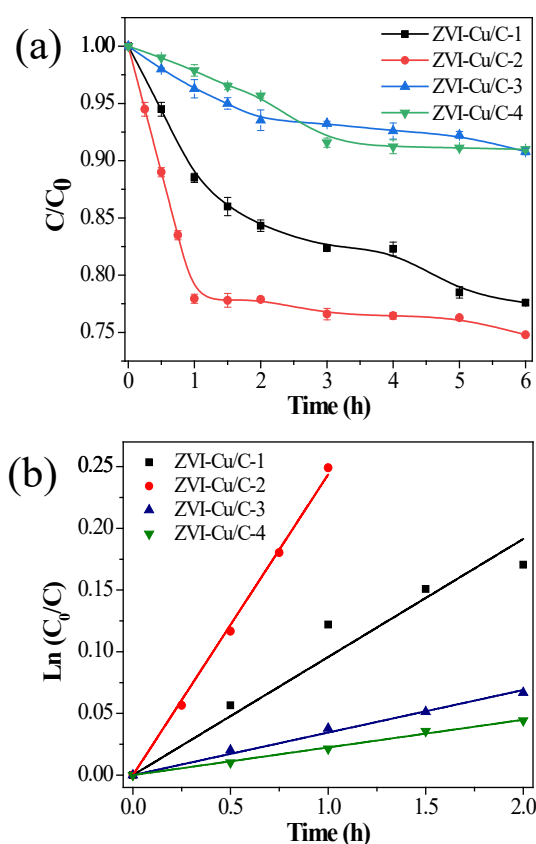 (a)
1.00
0.95
0.90
0.85
0.80
0.75
C/C₀
ZVI-Cu/C-1
ZVI-Cu/C-2
ZVI-Cu/C-3
ZVI-Cu/C-4
0 1 2 3 4 5 6
Time (h)
(b)
0.25
0.20
0.15
0.10
0.05
0.00
Ln (C₀/C)
ZVI-Cu/C-1
ZVI-Cu/C-2
ZVI-Cu/C-3
ZVI-Cu/C-4
0.0 0.5 1.0 1.5 2.0
Time (h)